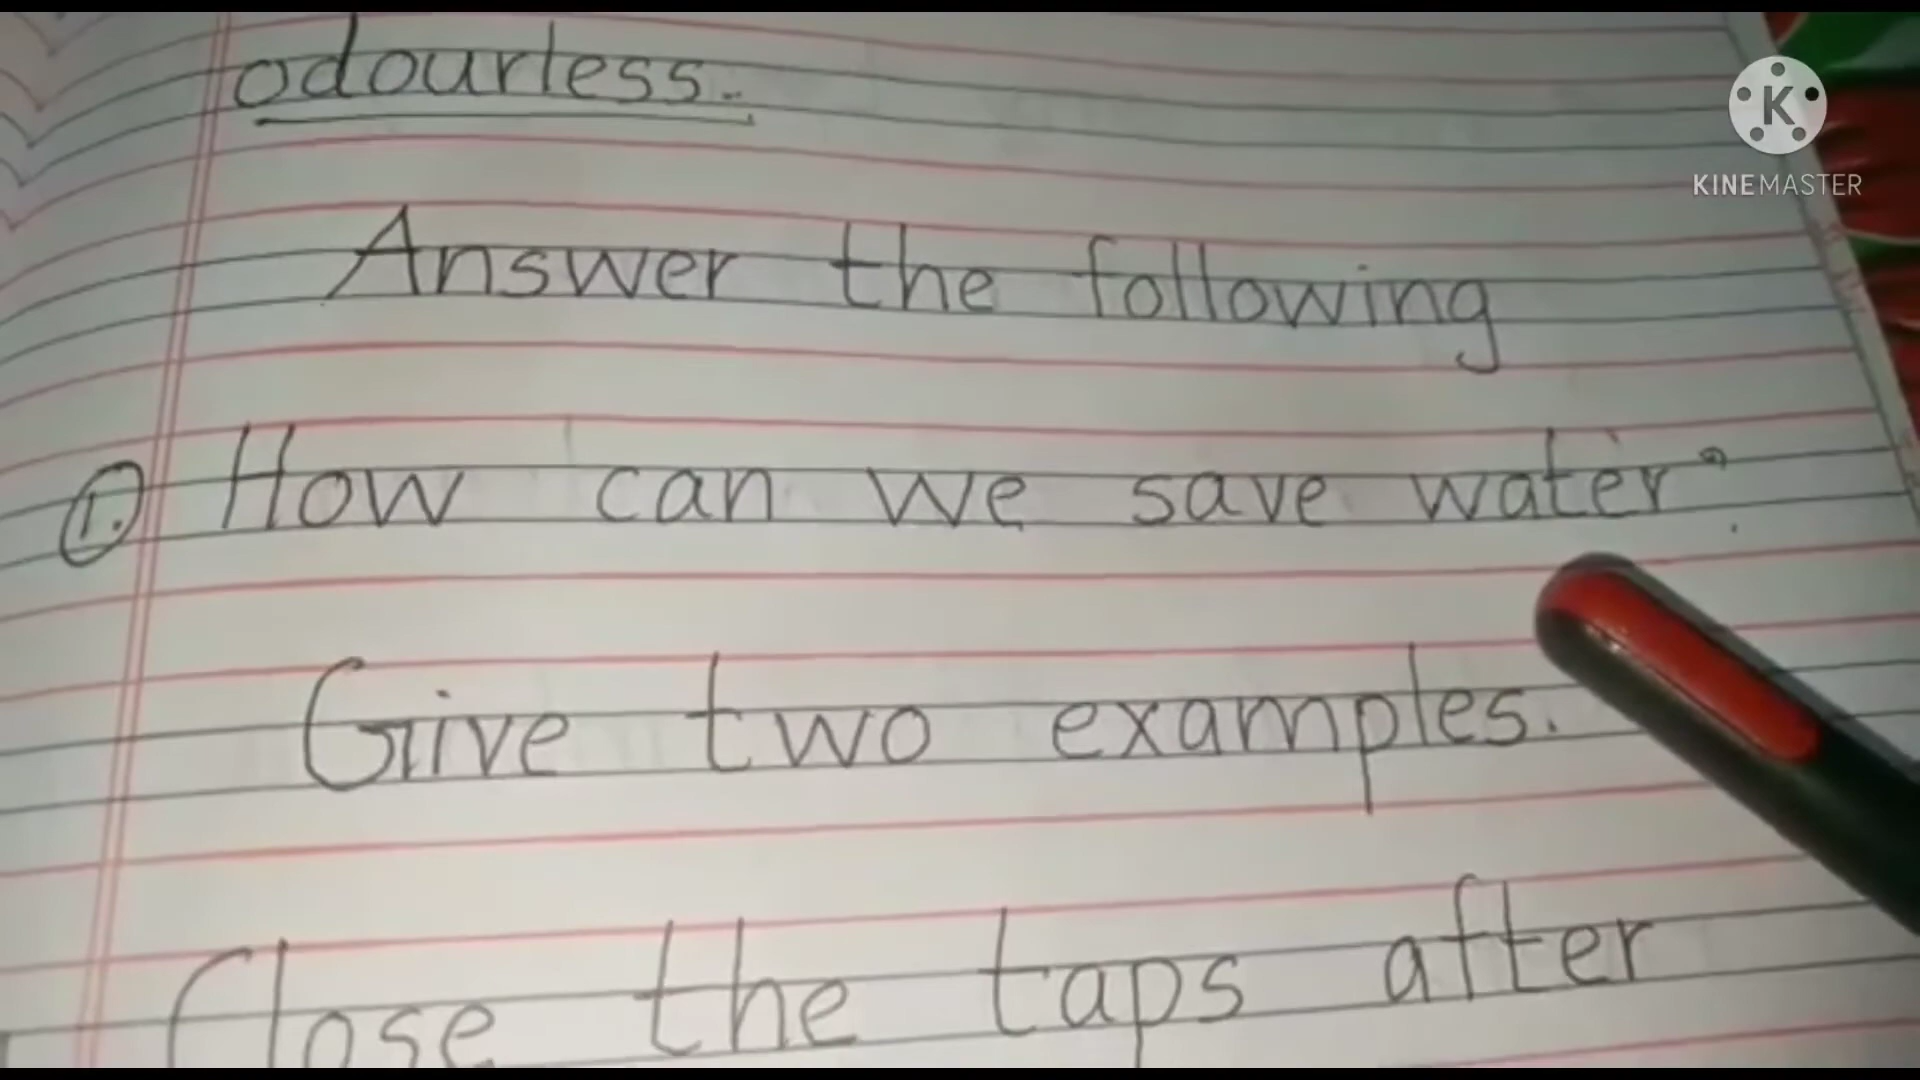 odourless.
Answer the following
1. How can we save water?
Give two examples.
Close the taps after
K
KINEMASTER